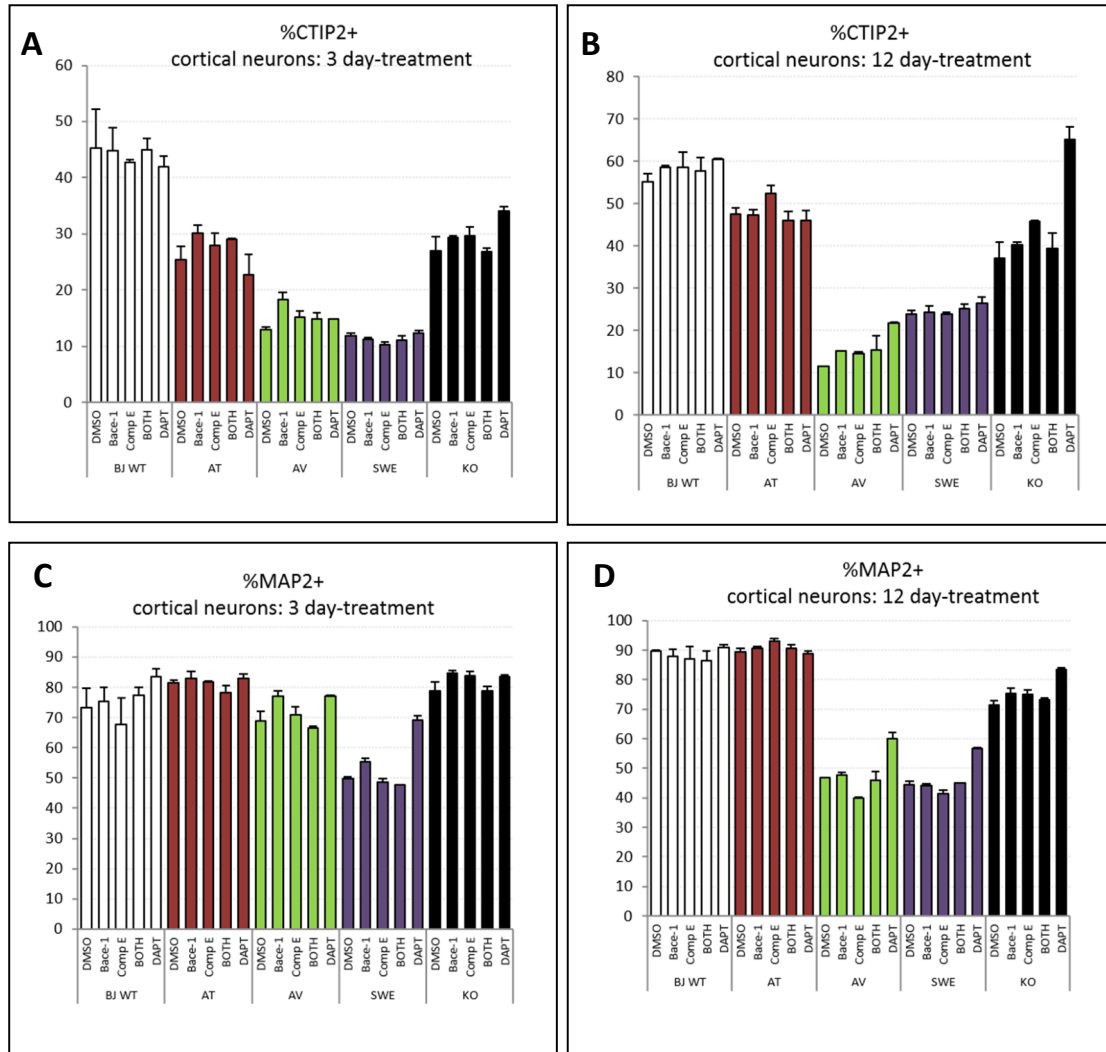 A
%CTIP2+
cortical neurons: 3 day-treatment
60
50
40
30
20
10
0
DMSO Bace-1 Comp E BOTH DAPT DMSO Bace-1 Comp E BOTH DAPT DMSO Bace-1 Comp E BOTH DAPT DMSO Bace-1 Comp E BOTH DAPT DMSO Bace-1 Comp E BOTH DAPT
BJ WT AT AV SWE KO
B
%CTIP2+
cortical neurons: 12 day-treatment
80
70
60
50
40
30
20
10
0
DMSO Bace-1 Comp E BOTH DAPT DMSO Bace-1 Comp E BOTH DAPT DMSO Bace-1 Comp E BOTH DAPT DMSO Bace-1 Comp E BOTH DAPT DMSO Bace-1 Comp E BOTH DAPT
BJ WT AT AV SWE KO
C
%MAP2+
cortical neurons: 3 day-treatment
100
90
80
70
60
50
40
30
20
10
0
DMSO Bace-1 Comp E BOTH DAPT DMSO Bace-1 Comp E BOTH DAPT DMSO Bace-1 Comp E BOTH DAPT DMSO Bace-1 Comp E BOTH DAPT DMSO Bace-1 Comp E BOTH DAPT
BJ WT AT AV SWE KO
D
%MAP2+
cortical neurons: 12 day-treatment
100
90
80
70
60
50
40
30
20
10
0
DMSO Bace-1 Comp E BOTH DAPT DMSO Bace-1 Comp E BOTH DAPT DMSO Bace-1 Comp E BOTH DAPT DMSO Bace-1 Comp E BOTH DAPT DMSO Bace-1 Comp E BOTH DAPT
BJ WT AT AV SWE KO